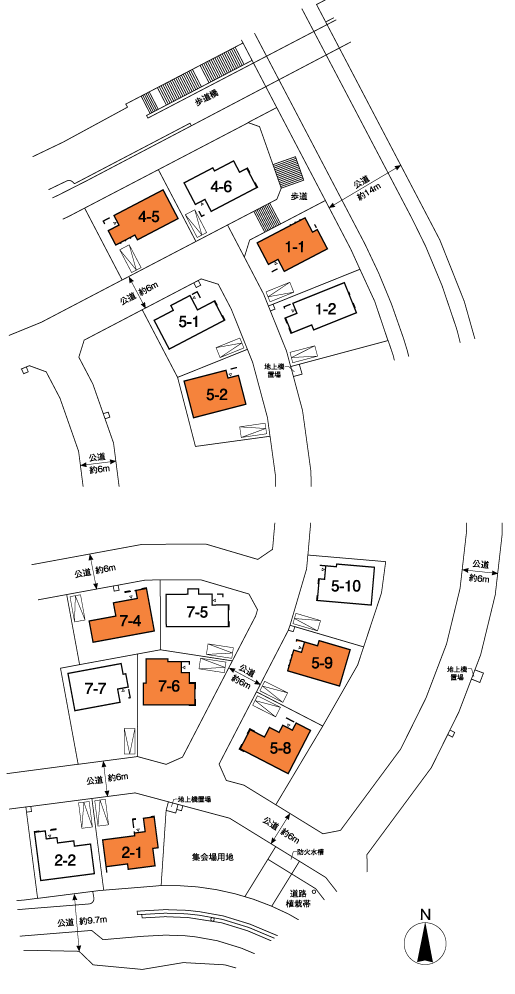 歩道橋
公道
約14m
4-6
4-5
歩道
1-1
公道 約6m
1-2
5-1
地上機
置場
5-2
公道
約6m
公道 約6m
公道
約6m
5-10
7-4
7-5
5-9
公道
約6m
地上機
置場
7-7
7-6
5-8
公道 約6m
地上機置場
公道
約6m
2-2
2-1
集会場用地
防火水槽
道路
植栽帯
公道 約9.7m
N